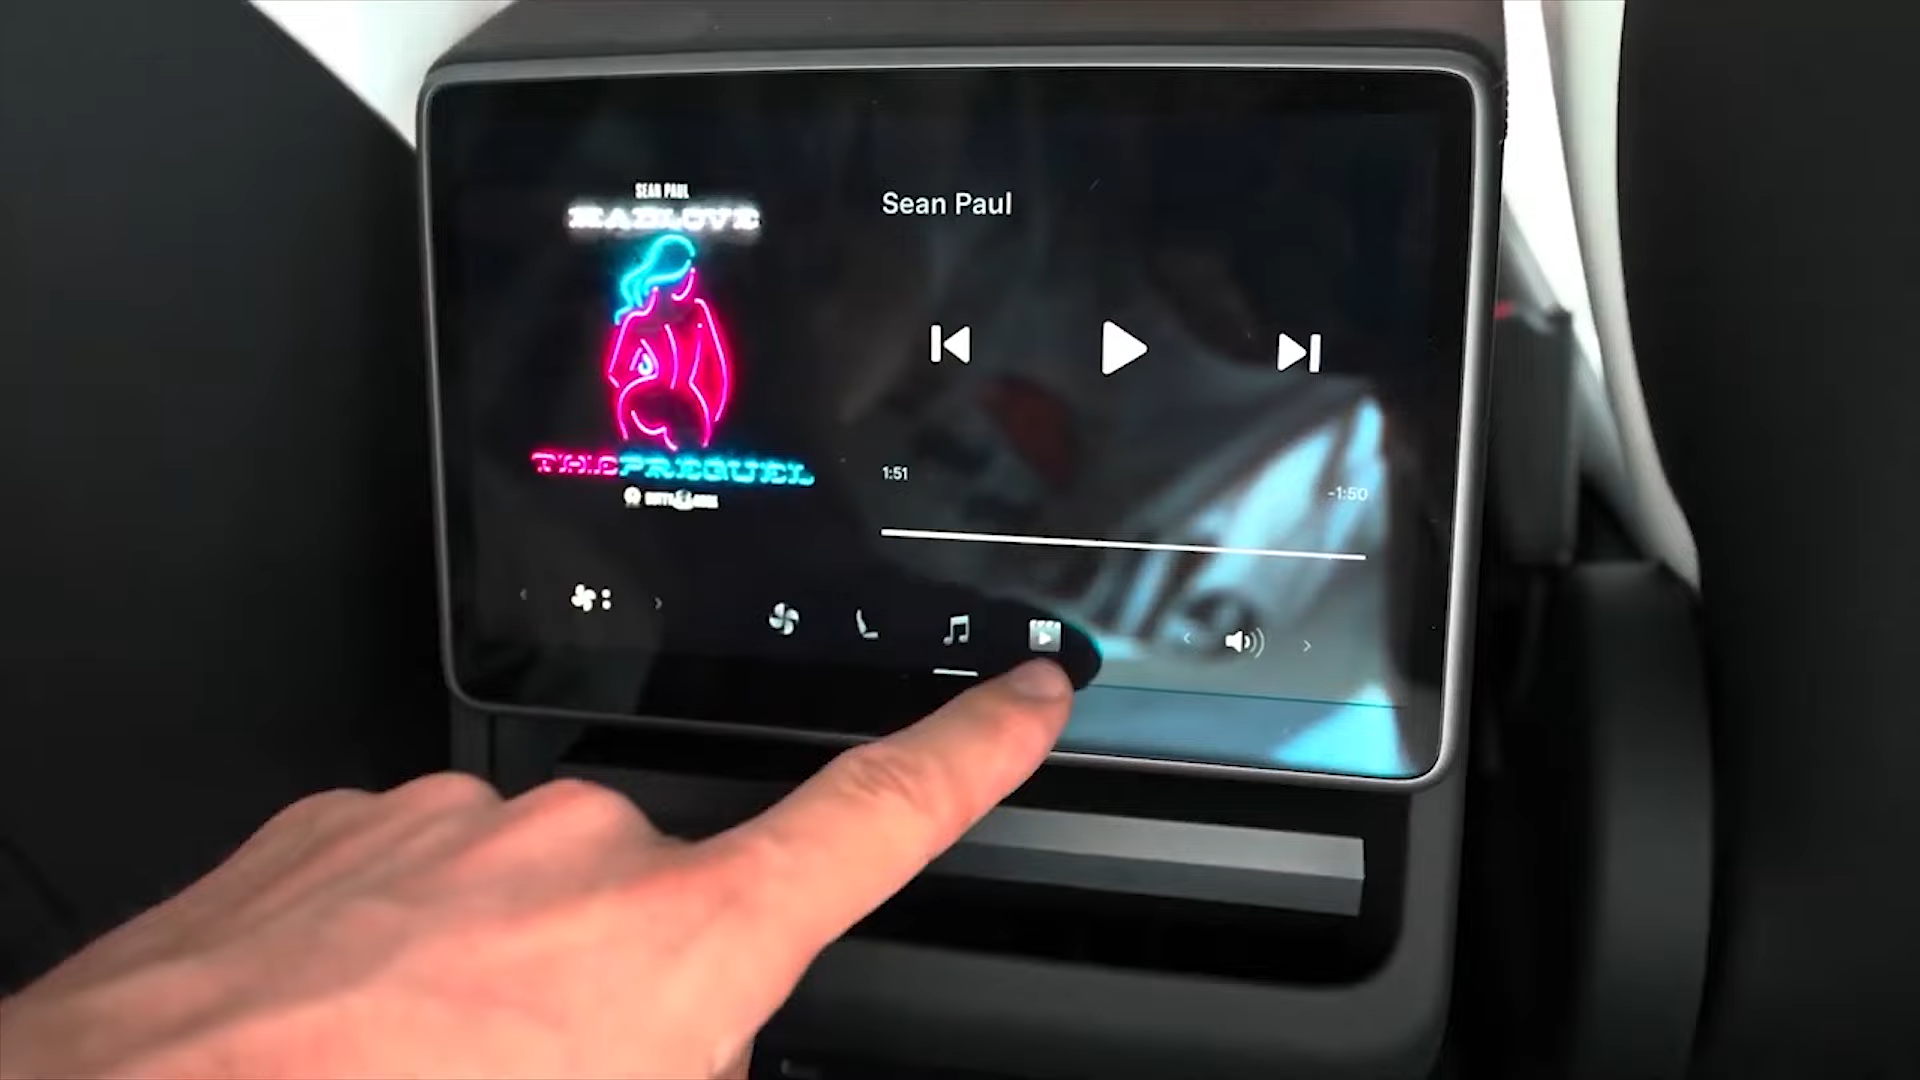 SEAN PAUL
MAD LOVE
THE PREQUEL
Sean Paul
1:51
-1:50